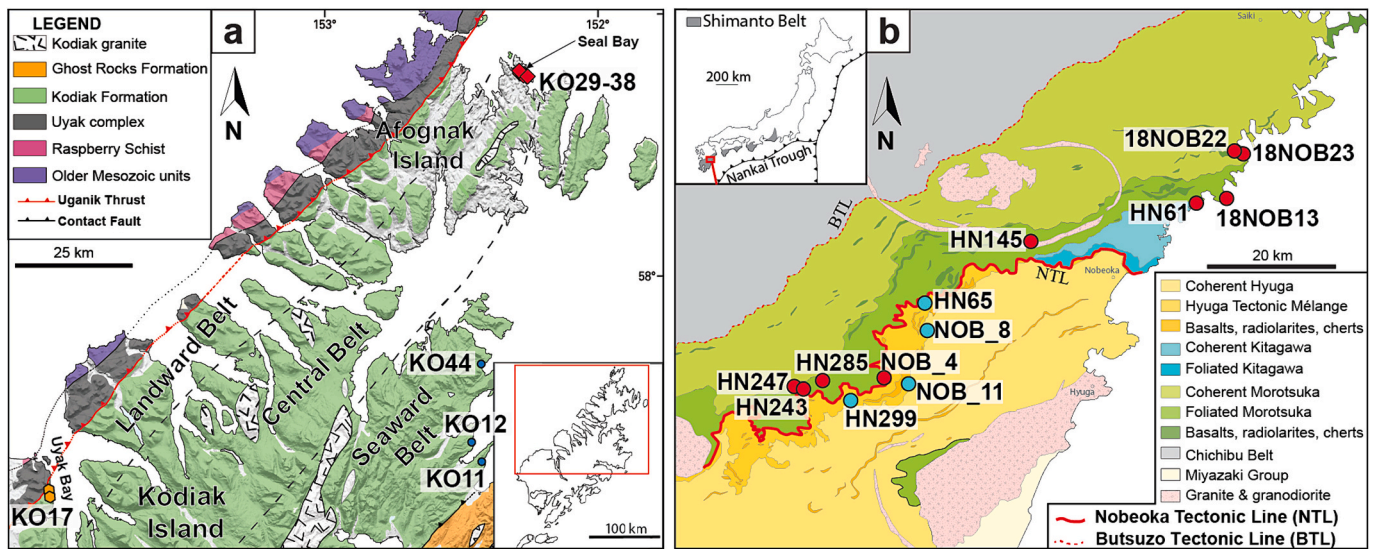 LEGEND
Kodiak granite
Ghost Rocks Formation
Kodiak Formation
Uyak complex
Raspberry Schist
Older Mesozoic units
Uganik Thrust
Contact Fault
25 km
a
N
153°
152°
58°
Seal Bay
KO29-38
Afognak
Island
Landward Belt
Central Belt
Seaward
Belt
KO44
KO12
KO11
Uyak Bay
KO17
Kodiak
Island
100 km
Shimanto Belt
200 km
Nankai Trough
b
N
Saiki
BTL
18NOB22
18NOB23
HN61
18NOB13
HN145
20 km
NTL
Nobeoka
HN65
NOB_8
HN285
NOB_4
HN247
NOB_11
HN243
HN299
Hyuga
Coherent Hyuga
Hyuga Tectonic Mélange
Basalts, radiolarites, cherts
Coherent Kitagawa
Foliated Kitagawa
Coherent Morotsuka
Foliated Morotsuka
Basalts, radiolarites, cherts
Chichibu Belt
Miyazaki Group
Granite & granodiorite
Nobeoka Tectonic Line (NTL)
Butsuzo Tectonic Line (BTL)